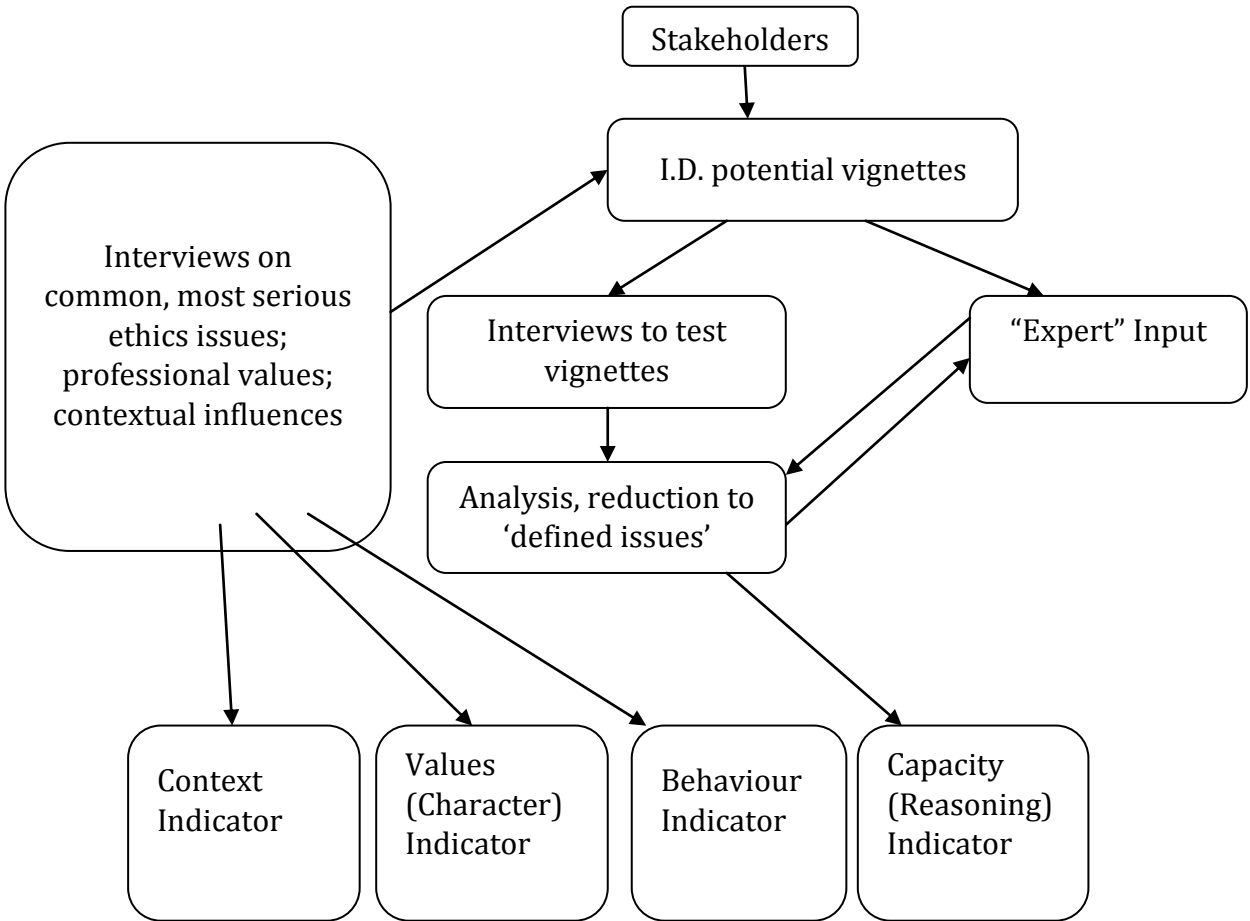 Stakeholders
I.D. potential vignettes
Interviews on
common, most serious
ethics issues;
professional values;
contextual influences
Interviews to test
vignettes
“Expert” Input
Analysis, reduction to
‘defined issues’
Context
Indicator
Values
(Character)
Indicator
Behaviour
Indicator
Capacity
(Reasoning)
Indicator